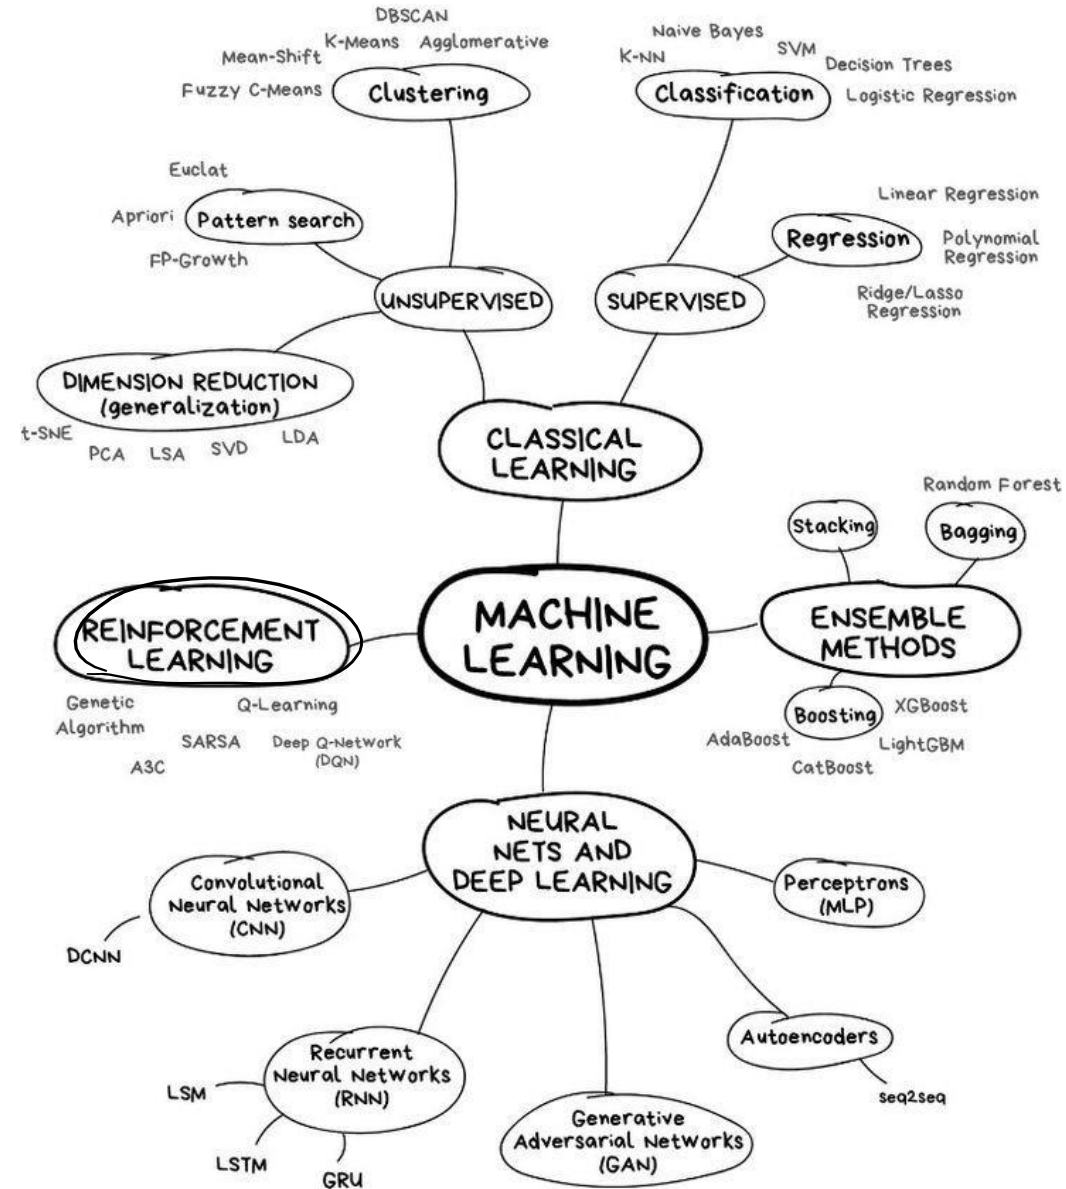 DBSCAN
K-Means
Agglomerative
Mean-Shift
Fuzzy C-Means
Clustering
Naive Bayes
K-NN
SVM
Decision Trees
Classification
Logistic Regression
Euclat
Apriori
Pattern search
FP-Growth
Linear Regression
Regression
Polynomial
Regression
Ridge/Lasso
Regression
UNSUPERVISED
SUPERVISED
DIMENSION REDUCTION
(generalization)
t-SNE
PCA
LSA
SVD
LDA
CLASSICAL
LEARNING
Random Forest
Stacking
Bagging
ENSEMBLE
METHODS
MACHINE
LEARNING
REINFORCEMENT
LEARNING
Genetic
Algorithm
Q-Learning
SARSA
Deep Q-Network
(DQN)
A3C
Boosting
XGBoost
AdaBoost
LightGBM
CatBoost
NEURAL
NETS AND
DEEP LEARNING
Convolutional
Neural Networks
(CNN)
DCNN
Perceptrons
(MLP)
Autoencoders
seq2seq
Recurrent
Neural Networks
(RNN)
LSM
LSTM
GRU
Generative
Adversarial Networks
(GAN)